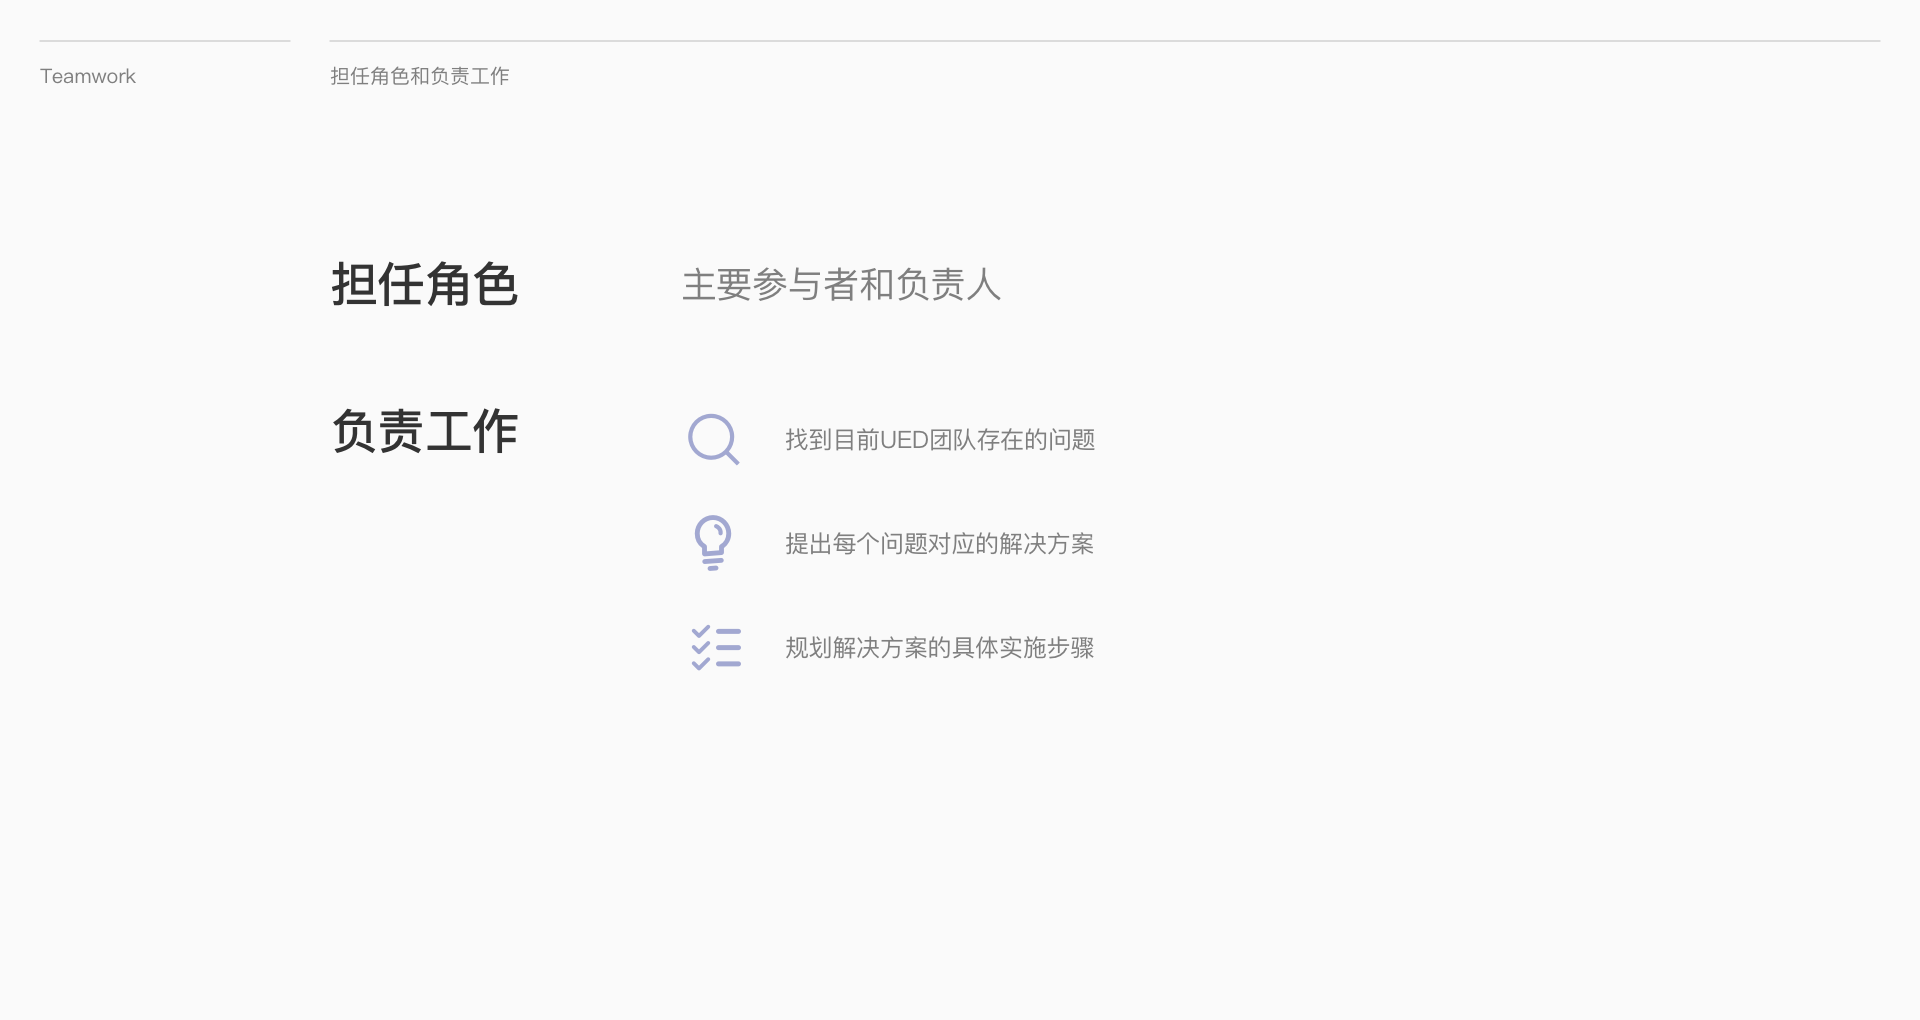 Teamwork
担任角色和负责工作
担任角色
主要参与者和负责人
负责工作
找到目前UED团队存在的问题
提出每个问题对应的解决方案
规划解决方案的具体实施步骤